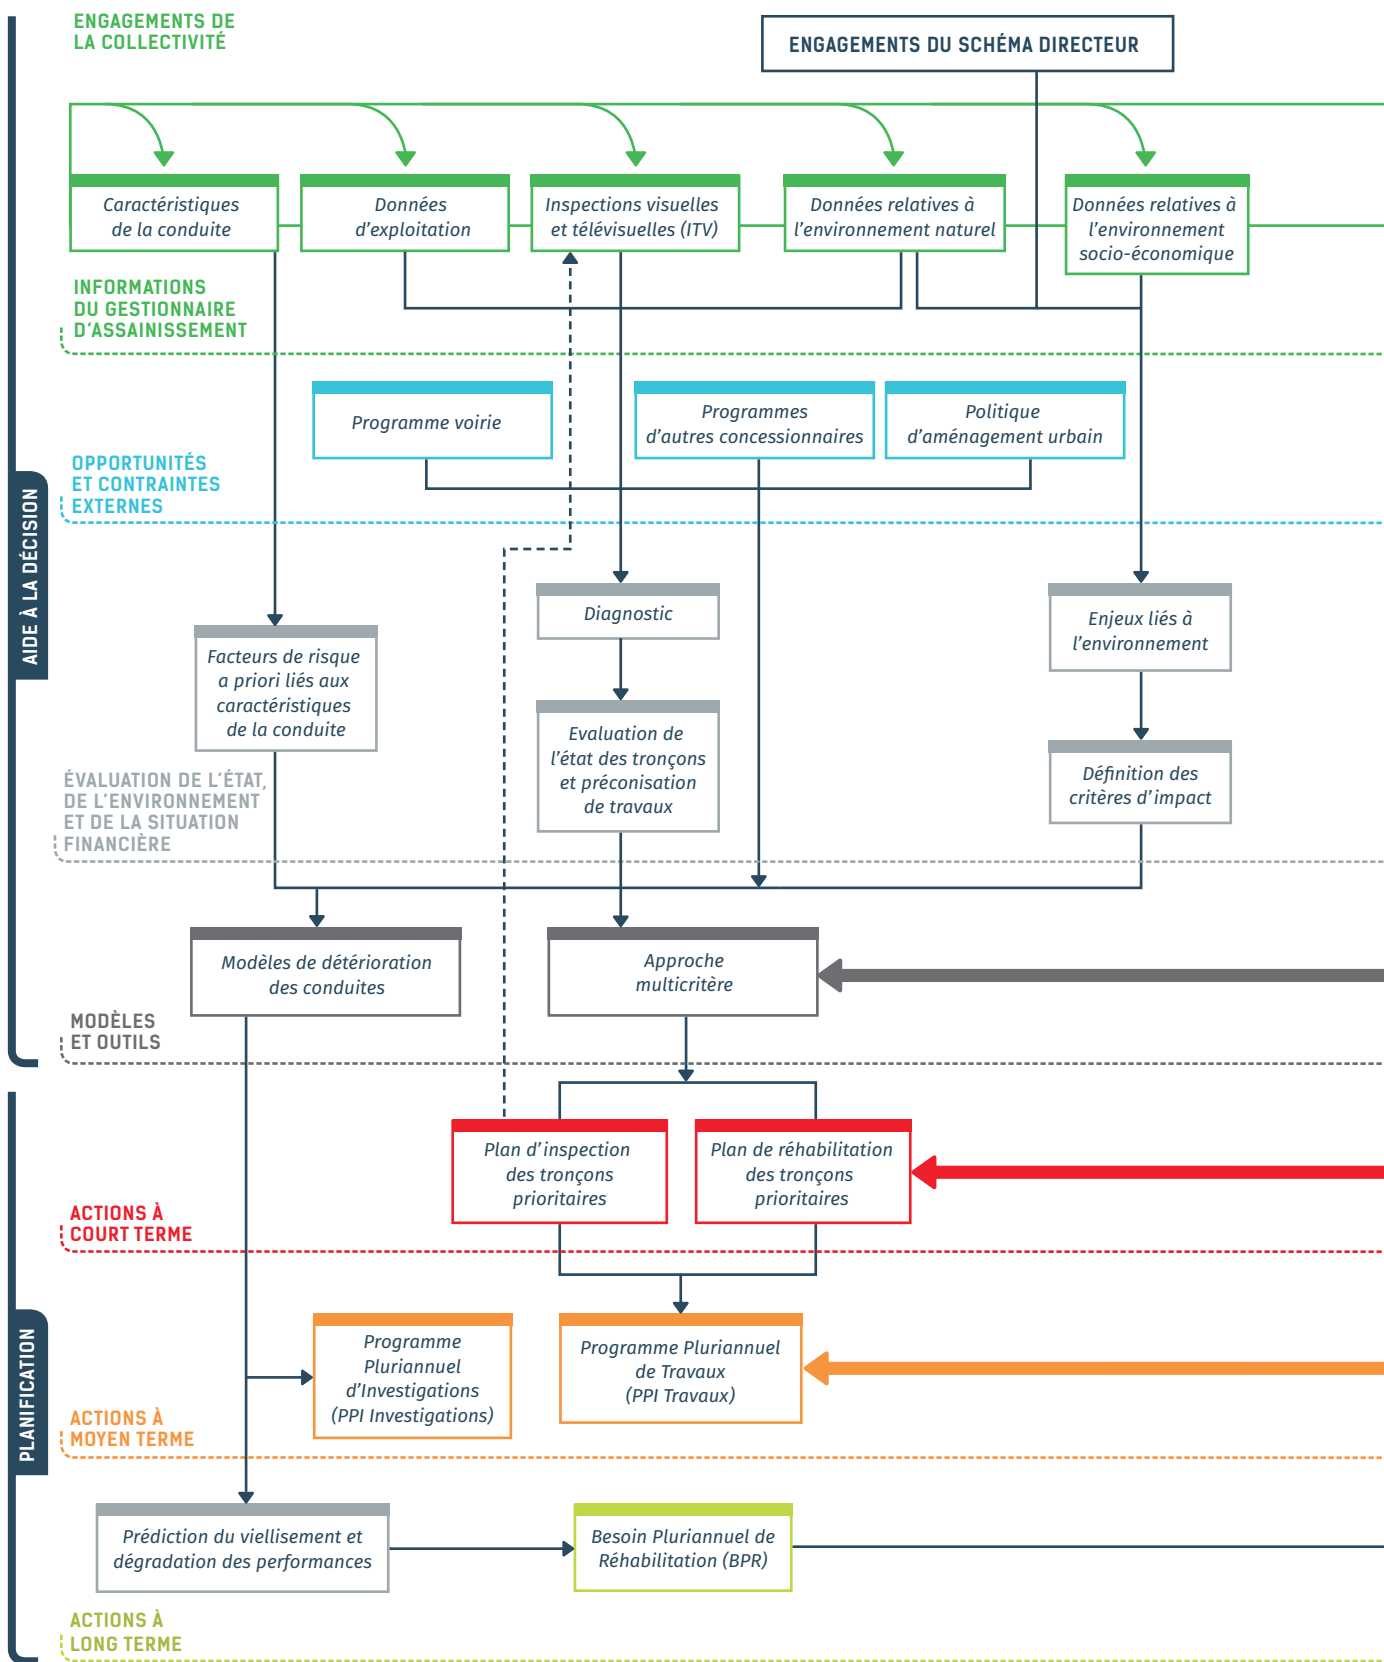 ENGAGEMENTS DE
LA COLLECTIVITÉ
ENGAGEMENTS DU SCHÉMA DIRECTEUR
Caractéristiques
de la conduite
Données
d'exploitation
Inspections visuelles
et télévisuelles (ITV)
Données relatives à
l'environnement naturel
Données relatives à
l'environnement
socio-économique
INFORMATIONS
DU GESTIONNAIRE
D'ASSAINISSEMENT
Programme voirie
Programmes
d'autres concessionnaires
Politique
d'aménagement urbain
OPPORTUNITÉS
ET CONTRAINTES
EXTERNES
AIDE À LA DÉCISION
Diagnostic
Enjeux liés à
l'environnement
Facteurs de risque
a priori liés aux
caractéristiques
de la conduite
Evaluation de
l'état des tronçons
et préconisation
de travaux
Définition des
critères d'impact
ÉVALUATION DE L'ÉTAT,
DE L'ENVIRONNEMENT
ET DE LA SITUATION
FINANCIÈRE
Modèles de détérioration
des conduites
Approche
multicritère
MODÈLES
ET OUTILS
Plan d'inspection
des tronçons
prioritaires
Plan de réhabilitation
des tronçons
prioritaires
ACTIONS À
COURT TERME
PLANIFICATION
Programme
Pluriannuel
d'Investigations
(PPI Investigations)
Programme Pluriannuel
de Travaux
(PPI Travaux)
ACTIONS À
MOYEN TERME
Prédiction du viellisement et
dégradation des performances
Besoin Pluriannuel de
Réhabilitation (BPR)
ACTIONS À
LONG TERME